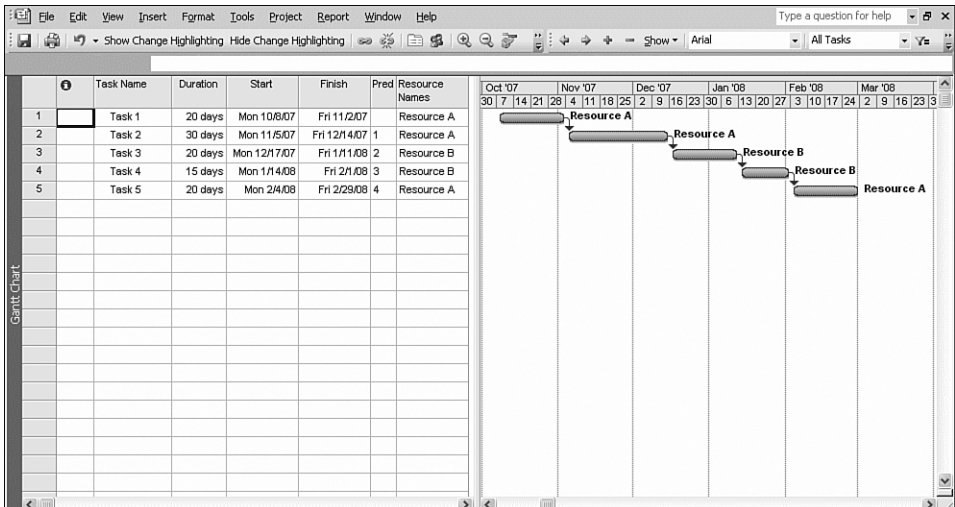 File Edit View Insert Format Tools Project Report Window Help Type a question for help
Show Change Highlighting Hide Change Highlighting Show Arial All Tasks
Task Name Duration Start Finish Pred Resource Names
Oct '07 Nov '07 Dec '07 Jan '08 Feb '08 Mar '08
30 7 14 21 28 4 11 18 25 2 9 16 23 30 6 13 20 27 3 10 17 24 2 9 16 23 3
1 Task 1 20 days Mon 10/8/07 Fri 11/2/07 Resource A Resource A
2 Task 2 30 days Mon 11/5/07 Fri 12/14/07 1 Resource A Resource A
3 Task 3 20 days Mon 12/17/07 Fri 1/11/08 2 Resource B Resource B
4 Task 4 15 days Mon 1/14/08 Fri 2/1/08 3 Resource B Resource B
5 Task 5 20 days Mon 2/4/08 Fri 2/29/08 4 Resource A Resource A
Gantt Chart